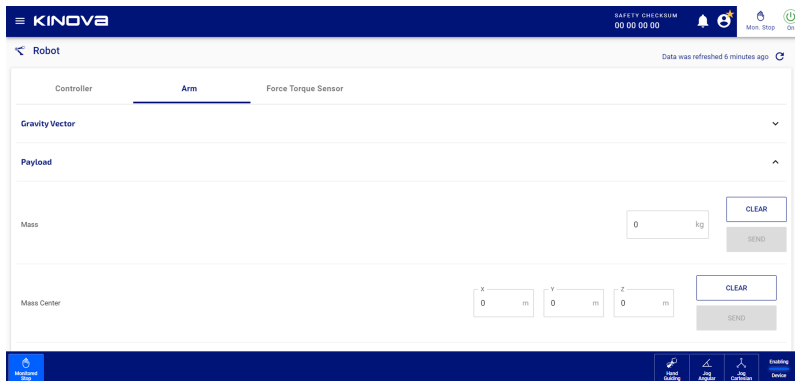 KINOVA
SAFETY CHECKSUM
00 00 00 00
Mon. Stop
On
Robot
Data was refreshed 6 minutes ago
Controller
Arm
Force Torque Sensor
Gravity Vector
Payload
Mass
0 kg
CLEAR
SEND
Mass Center
X
0 m
Y
0 m
Z
0 m
CLEAR
SEND
Monitored
Stop
Hand
Guiding
Jog
Angular
Jog
Cartesian
Enabling
Device